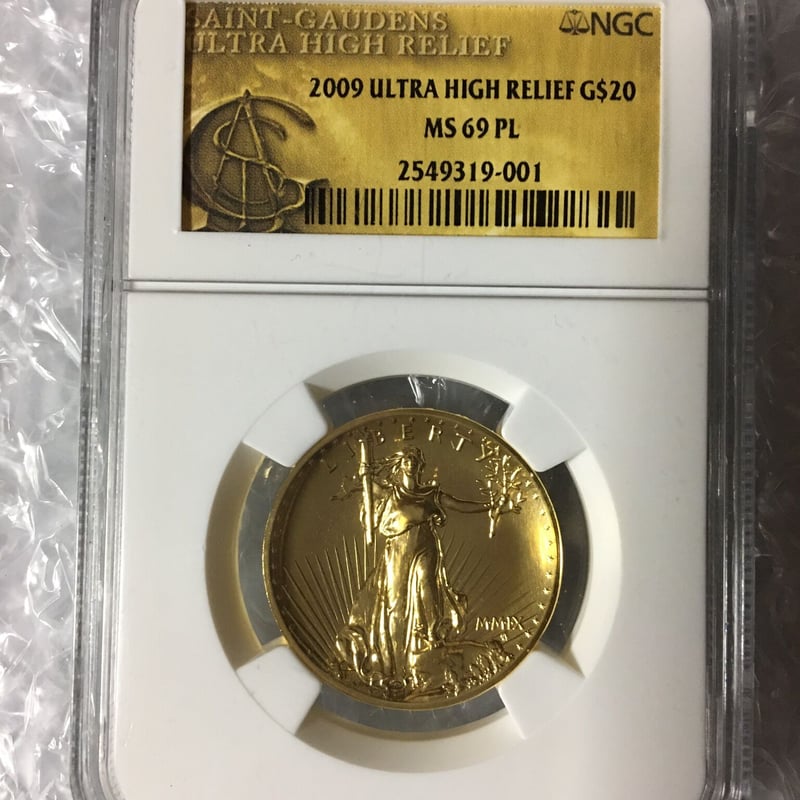 SAINT-GAUDENS
ULTRA HIGH RELIEF
NGC
2009 ULTRA HIGH RELIEF G$20
MS 69 PL
2549319-001
LIBERTY
MMIX